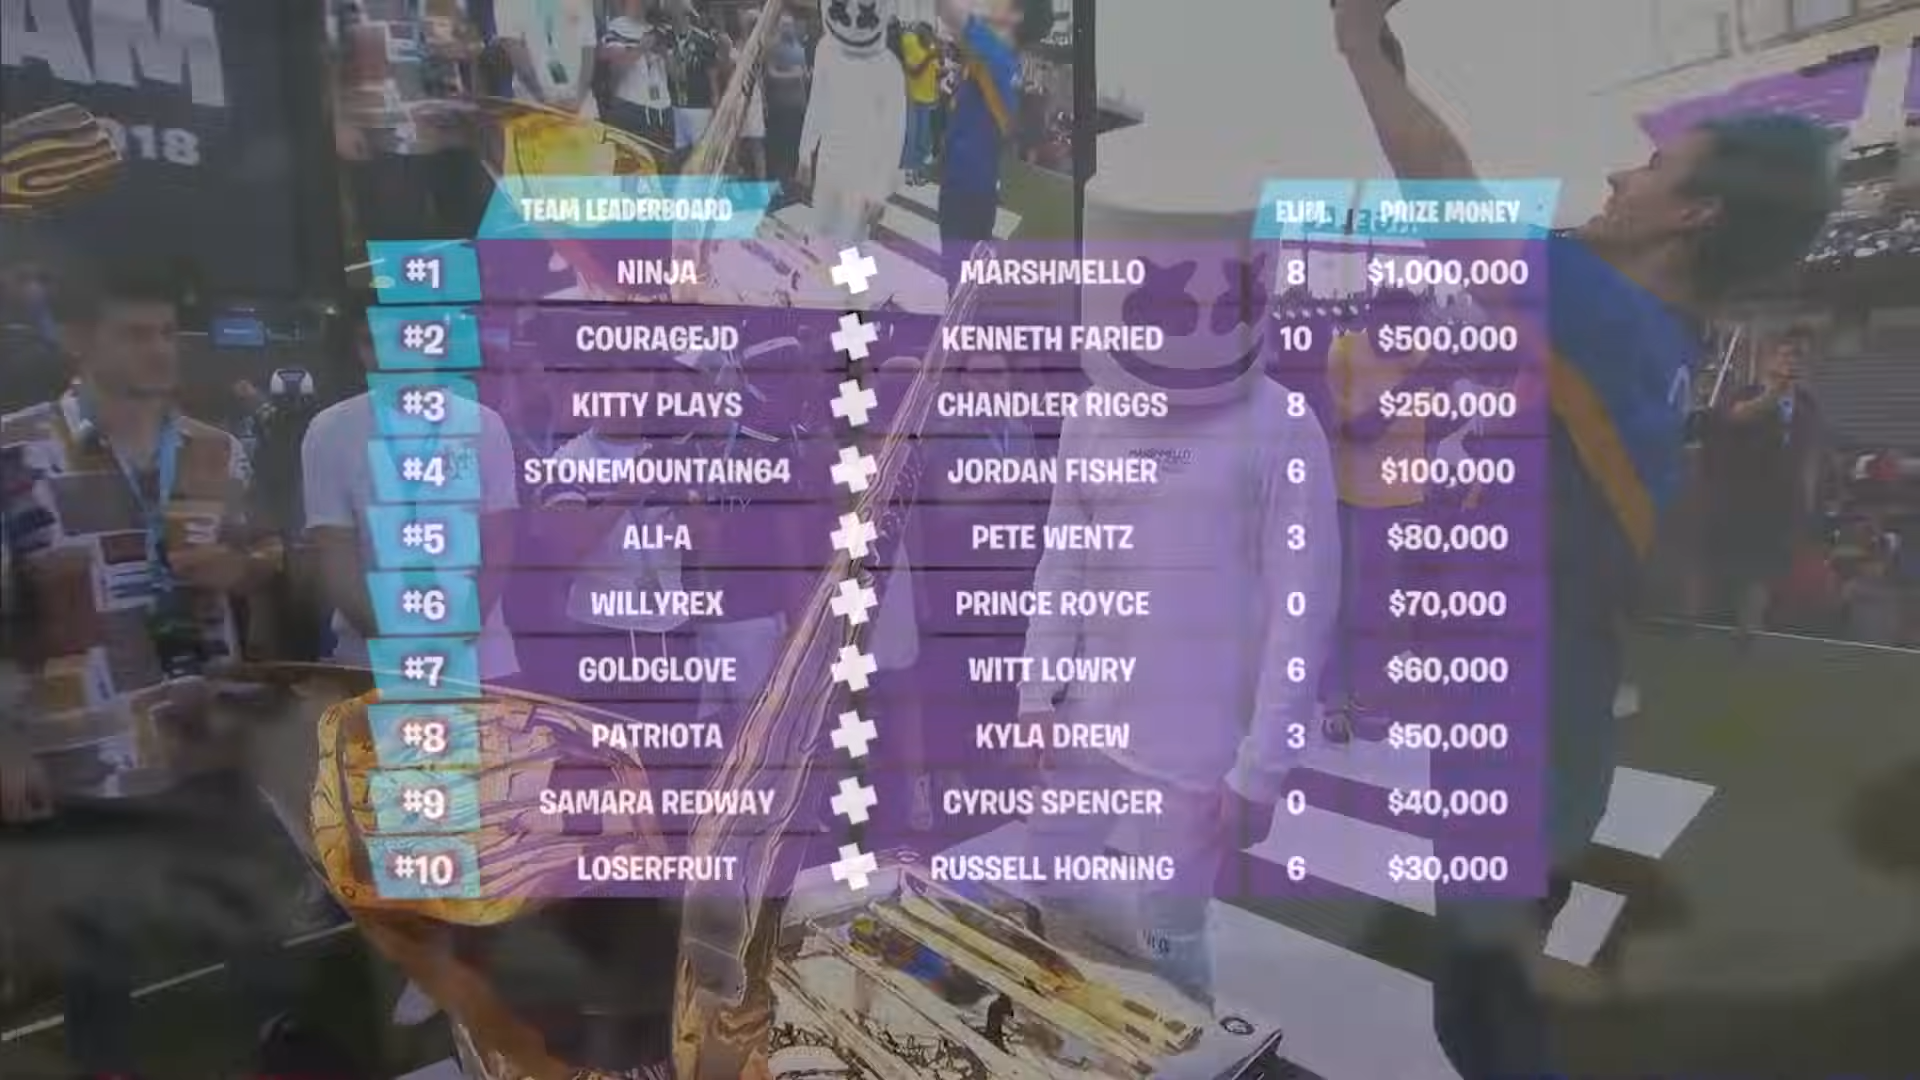 AM
18
TEAM LEADERBOARD ELIM. PRIZE MONEY
#1 NINJA + MARSHMELLO 8 $1,000,000
#2 COURAGEJD + KENNETH FARIED 10 $500,000
#3 KITTY PLAYS + CHANDLER RIGGS 8 $250,000
#4 STONEMOUNTAIN64 + JORDAN FISHER 6 $100,000
MARSHMELLO
#5 ALI-A + PETE WENTZ 3 $80,000
#6 WILLYREX + PRINCE ROYCE 0 $70,000
#7 GOLDGLOVE + WITT LOWRY 6 $60,000
#8 PATRIOTA + KYLA DREW 3 $50,000
#9 SAMARA REDWAY + CYRUS SPENCER 0 $40,000
#10 LOSERFRUIT + RUSSELL HORNING 6 $30,000